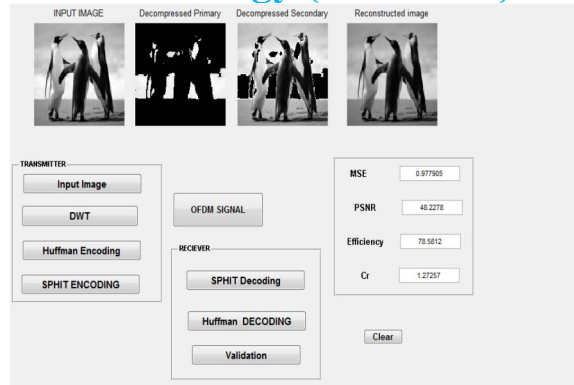 INPUT IMAGE
Decompressed Primary
Decompressed Secondary
Reconstructed image
TRANSMITTER
Input Image
DWT
Huffman Encoding
SPHIT ENCODING
OFDM SIGNAL
RECIEVER
SPHIT Decoding
Huffman DECODING
Validation
MSE 0.977905
PSNR 48.2278
Efficiency 78.5812
Cr 1.27257
Clear